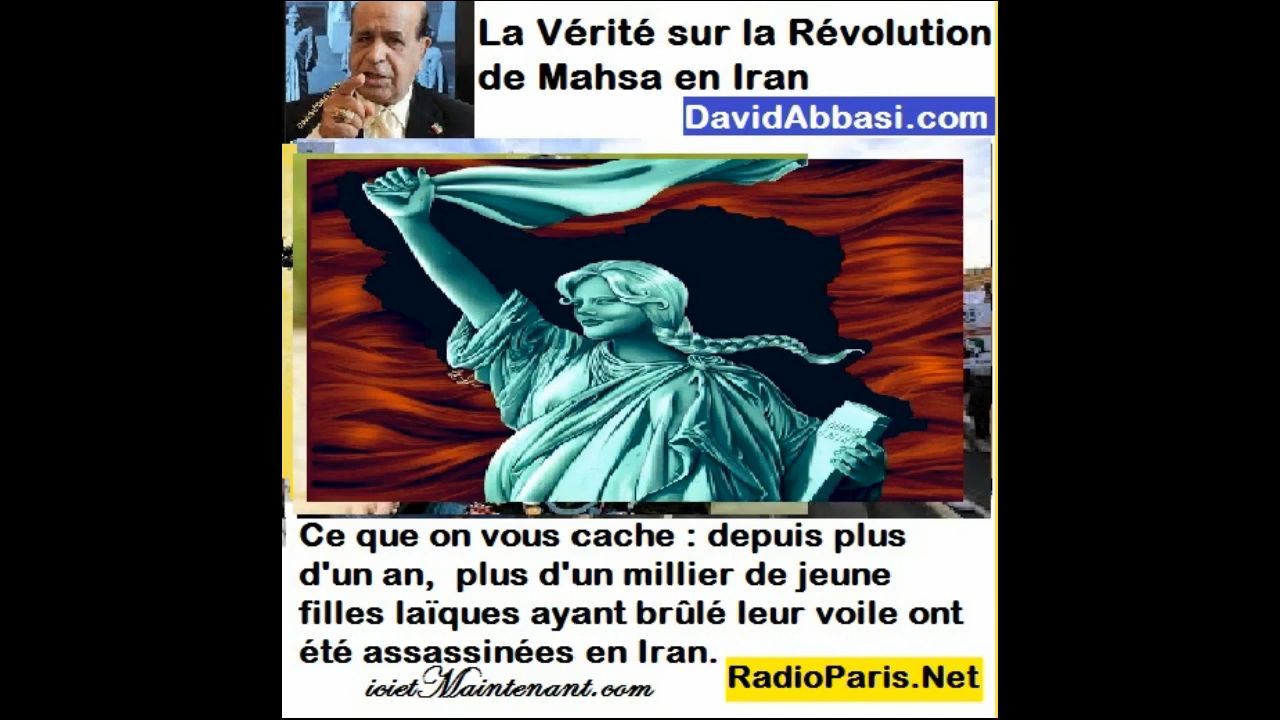 La Vérité sur la Révolution
de Mahsa en Iran
DavidAbbasi.com
Ce que on vous cache : depuis plus
d'un an, plus d'un millier de jeune
filles laïques ayant brûlé leur voile ont
été assassinées en Iran.
icietMaintenant.com
RadioParis.Net